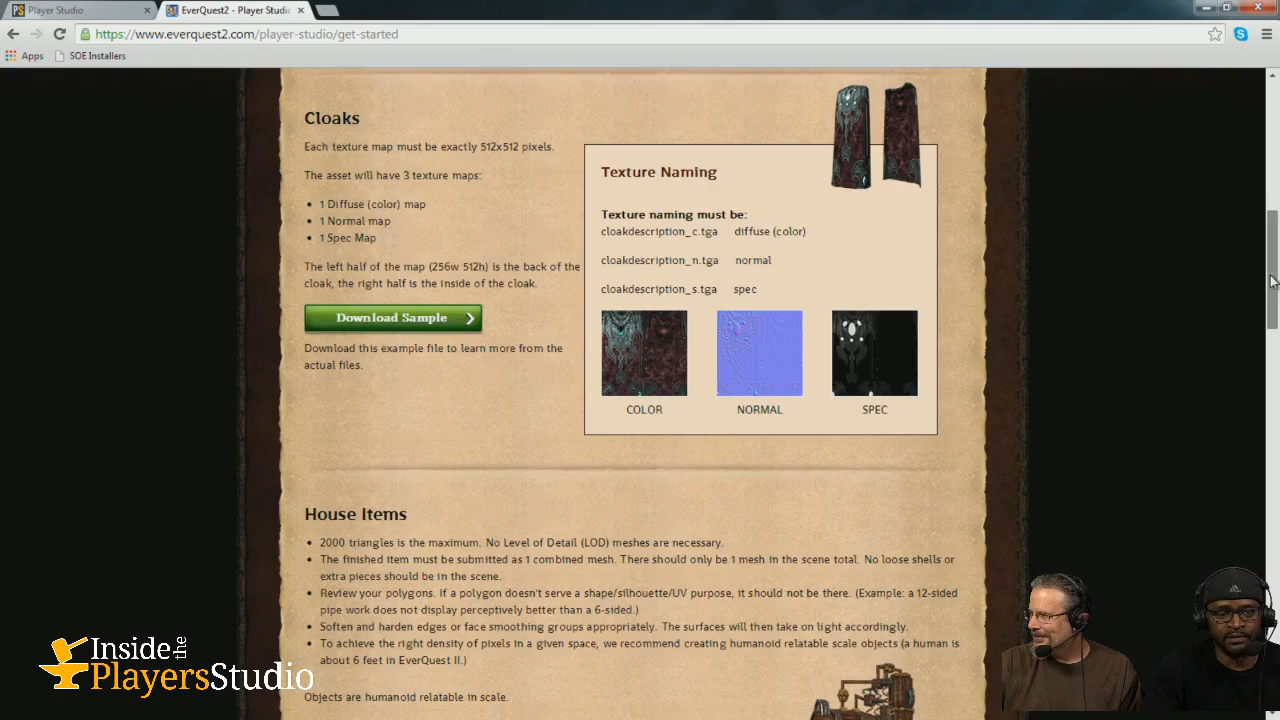 Player Studio
EverQuest2 - Player Studi
https://www.everquest2.com/player-studio/get-started
Apps SOE Installers
Cloaks
Each texture map must be exactly 512x512 pixels.
The asset will have 3 texture maps:
• 1 Diffuse (color) map
• 1 Normal map
• 1 Spec Map
The left half of the map (256w 512h) is the back of the
cloak, the right half is the inside of the cloak.
Download Sample
Download this example file to learn more from the
actual files.
Texture Naming
Texture naming must be:
cloakdescription_c.tga diffuse (color)
cloakdescription_n.tga normal
cloakdescription_s.tga spec
COLOR NORMAL SPEC
House Items
• 2000 triangles is the maximum. No Level of Detail (LOD) meshes are necessary.
• The finished item must be submitted as 1 combined mesh. There should only be 1 mesh in the scene total. No loose shells or
extra pieces should be in the scene.
• Review your polygons. If a polygon doesn't serve a shape/silhouette/UV purpose, it should not be there. (Example: a 12-sided
pipe work does not display perceptively better than a 6-sided.)
• Soften and harden edges or face smoothing groups appropriately. The surfaces will then take on light accordingly.
• To achieve the right density of pixels in a given space, we recommend creating humanoid relatable scale objects (a human is
about 6 feet in EverQuest II.)
Objects are humanoid relatable in scale.
Inside the
PlayersStudio